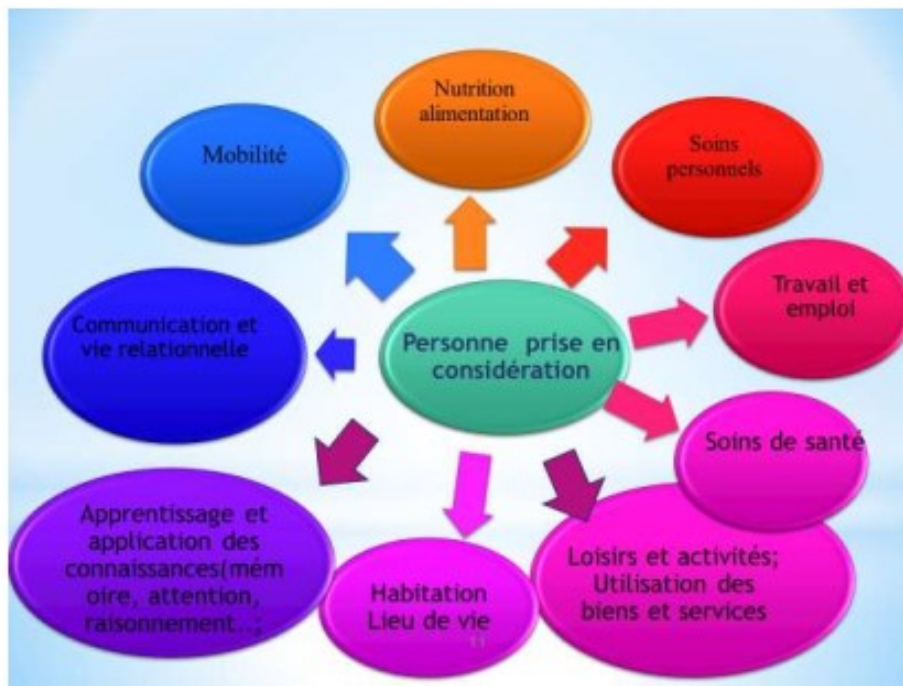 Nutrition
alimentation
Mobilité
Soins
personnels
Travail et
emploi
Communication et
vie relationnelle
Personne prise en
considération
Soins de santé
Apprentissage et
application des
connaissances(mém
oire, attention,
raisonnement..;
Habitation
Lieu de vie
Loisirs et activités;
Utilisation des
biens et services